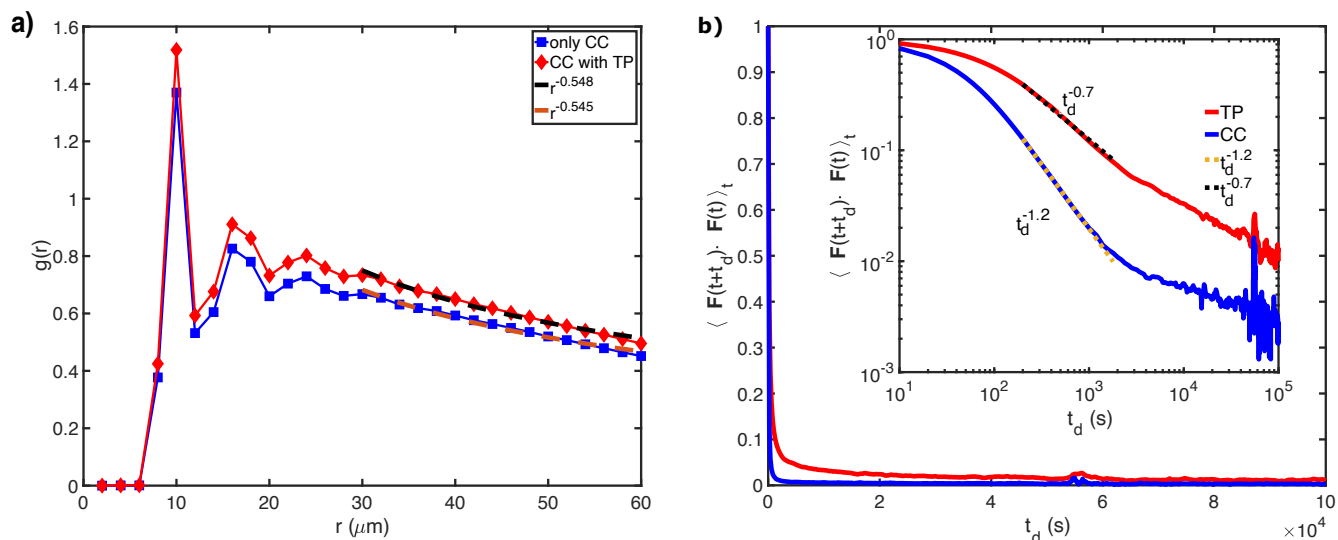 a)
1.6
1.4
1.2
1
0.8
0.6
0.4
0.2
0
g(r)
0 10 20 30 40 50 60
r (μm)
only CC
CC with TP
r^-0.548
r^-0.545
b)
1
0.9
0.8
0.7
0.6
0.5
0.4
0.3
0.2
0.1
0
⟨ F(t+t_d)· F(t) ⟩_t
0 2 4 6 8 10
×10^4
t_d (s)
10^0
10^-1
10^-2
10^-3
⟨ F(t+t_d)· F(t) ⟩_t
10^1 10^2 10^3 10^4 10^5
t_d (s)
t_d^-0.7
t_d^-1.2
TP
CC
t_d^-1.2
t_d^-0.7